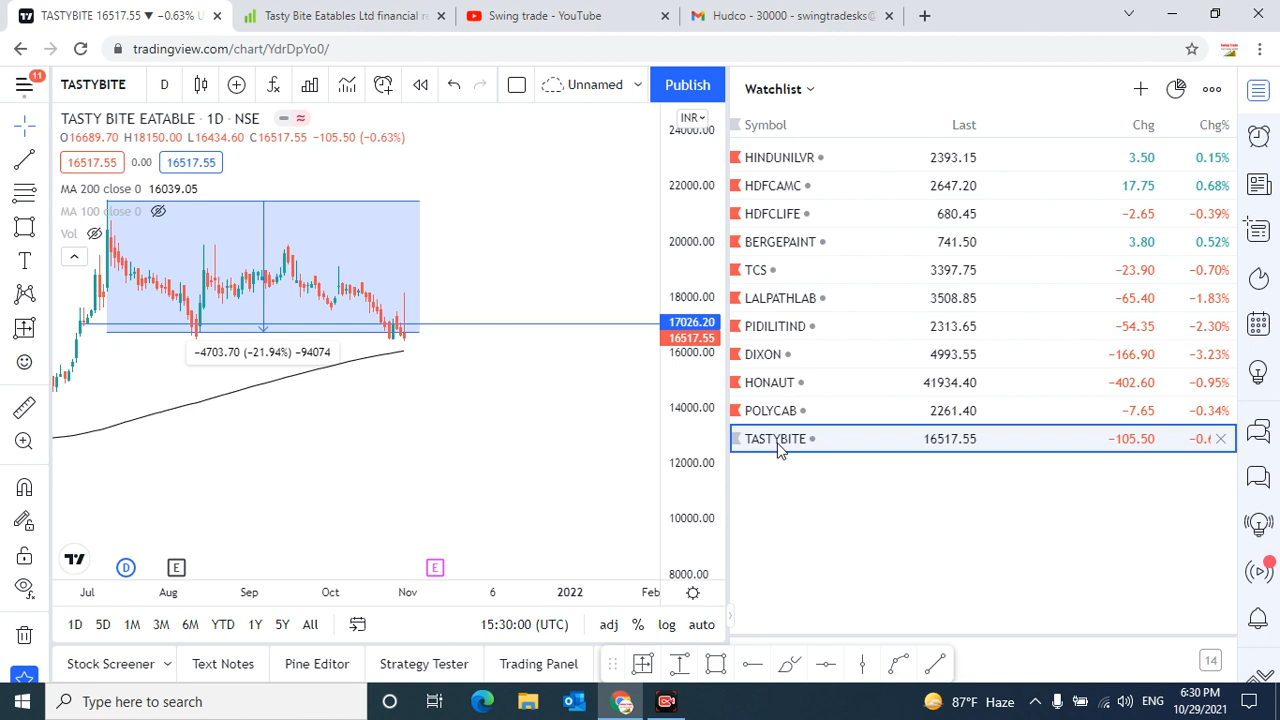 TASTYBITE 16517.55 ▼ −0.63% U
Tasty Bite Eatables Ltd financial re
Swing trade - YouTube
Hudco - 30000 - swingtradesks@
tradingview.com/chart/YdrDpYo0/
11
TASTYBITE
D
Unnamed
Publish
TASTY BITE EATABLE · 1D · NSE
O16689.70 H18150.00 L16434.60 C16517.55 −105.50 (−0.63%)
16517.55 0.00 16517.55
MA 200 close 0 16039.05
MA 100 close 0
Vol
INR
24000.00
22000.00
20000.00
18000.00
17026.20
16517.55
16000.00
14000.00
12000.00
10000.00
8000.00
−4703.70 (−21.94%) −94074
D
E
E
Jul Aug Sep Oct Nov 6 2022 Feb
1D 5D 1M 3M 6M YTD 1Y 5Y All
15:30:00 (UTC) adj % log auto
Stock Screener Text Notes Pine Editor Strategy Tester Trading Panel
Watchlist
Symbol Last Chg Chg%
HINDUNILVR 2393.15 3.50 0.15%
HDFCAMC 2647.20 17.75 0.68%
HDFCLIFE 680.45 −2.65 −0.39%
BERGEPAINT 741.50 3.80 0.52%
TCS 3397.75 −23.90 −0.70%
LALPATHLAB 3508.85 −65.40 −1.83%
PIDILITIND 2313.65 −54.35 −2.30%
DIXON 4993.55 −166.90 −3.23%
HONAUT 41934.40 −402.60 −0.95%
POLYCAB 2261.40 −7.65 −0.34%
TASTYBITE 16517.55 −105.50 −0.6
14
Type here to search
87°F Haze
ENG
6:30 PM
10/29/2021